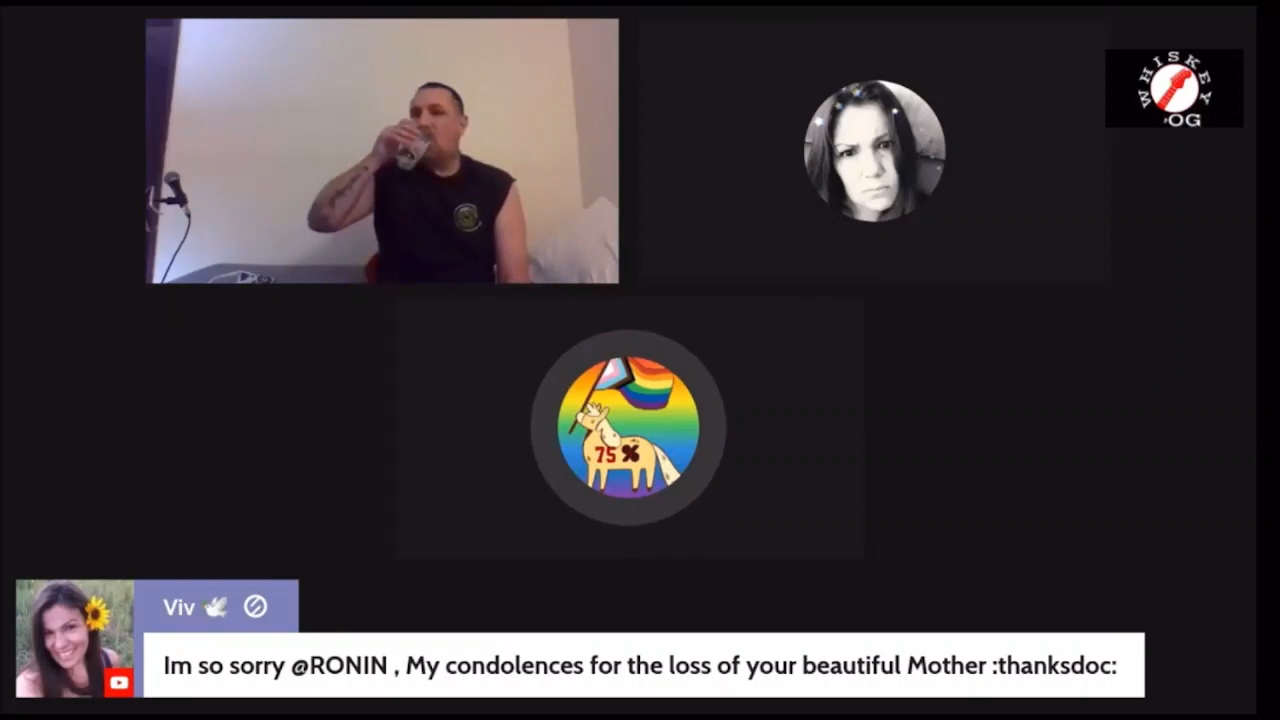 WHISKEY
OG
75 %
Viv
Im so sorry @RONIN , My condolences for the loss of your beautiful Mother :thanksdoc: